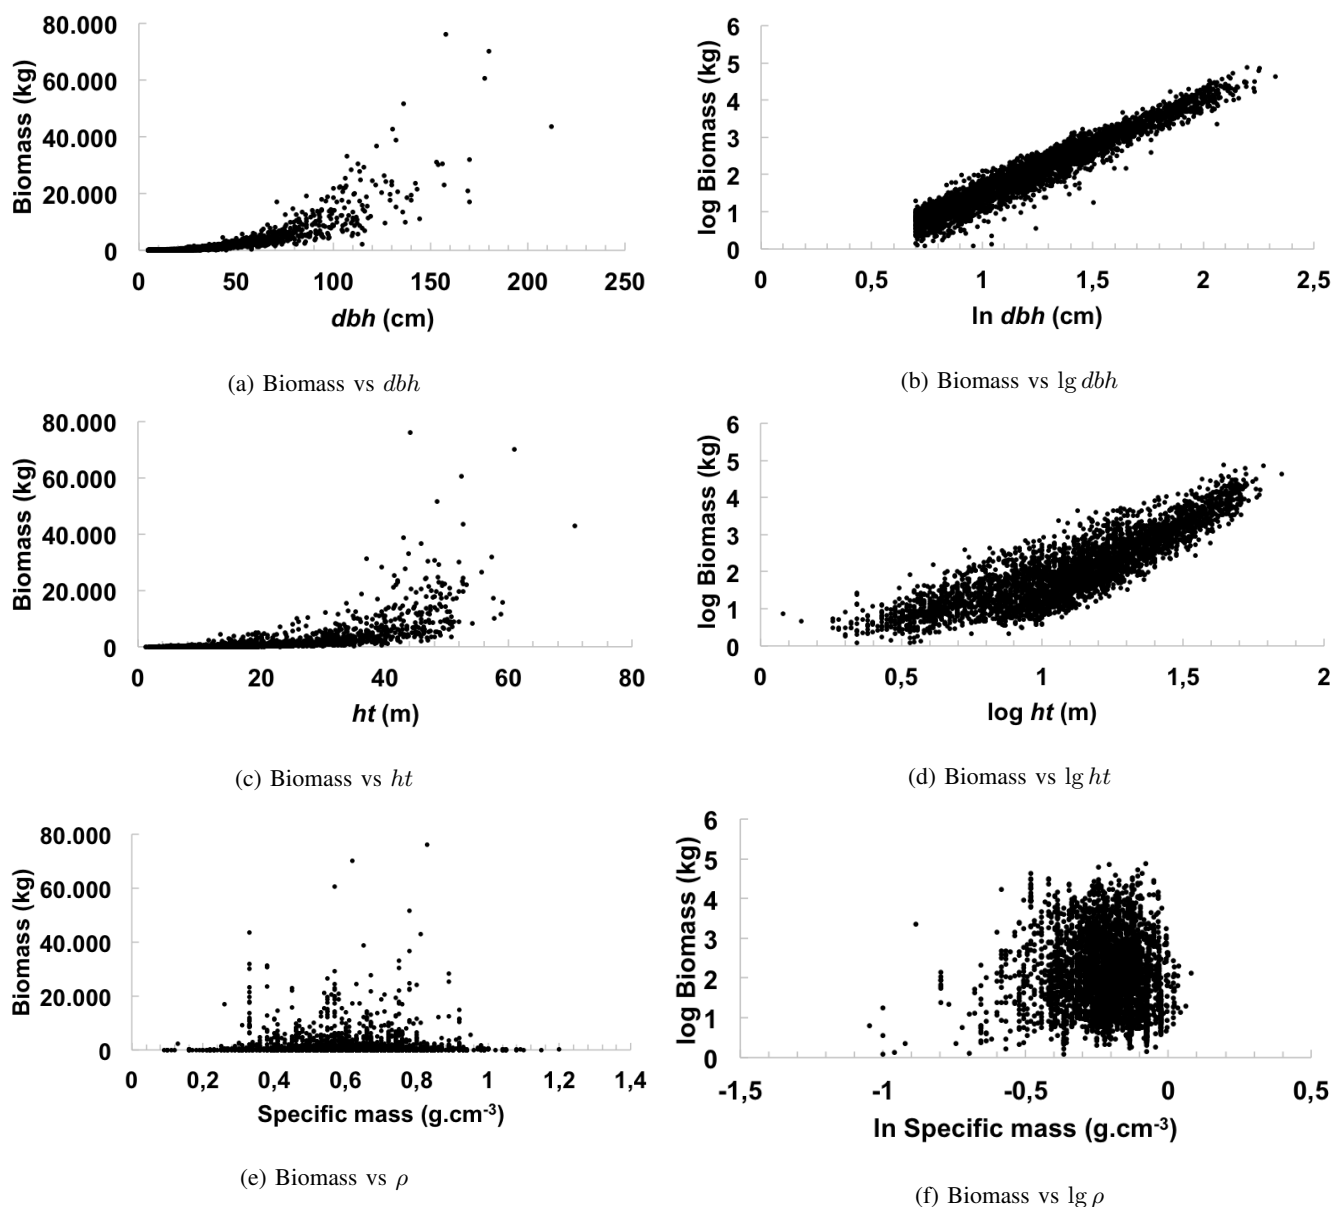 80.000
60.000
40.000
20.000
0
Biomass (kg)
0 50 100 150 200 250
dbh (cm)
(a) Biomass vs dbh
6
5
4
3
2
1
0
log Biomass (kg)
0 0,5 1 1,5 2 2,5
ln dbh (cm)
(b) Biomass vs lg dbh
80.000
60.000
40.000
20.000
0
Biomass (kg)
0 20 40 60 80
ht (m)
(c) Biomass vs ht
6
5
4
3
2
1
0
log Biomass (kg)
0 0,5 1 1,5 2
log ht (m)
(d) Biomass vs lg ht
80.000
60.000
40.000
20.000
0
Biomass (kg)
0 0,2 0,4 0,6 0,8 1 1,2 1,4
Specific mass (g.cm⁻³)
(e) Biomass vs ρ
6
5
4
3
2
1
0
log Biomass (kg)
-1,5 -1 -0,5 0 0,5
ln Specific mass (g.cm⁻³)
(f) Biomass vs lg ρ